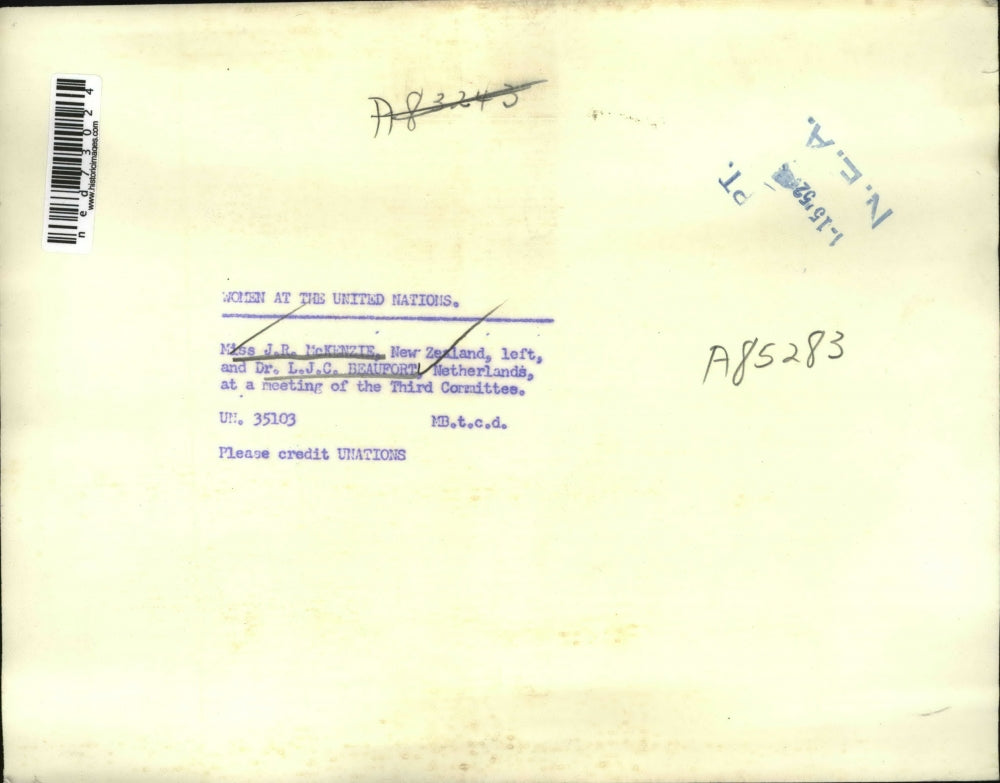 A83243
ned73024
www.historicimages.com
PT.
1-15'52
N.E.A.
WOMEN AT THE UNITED NATIONS.
Miss J.R. McKENZIE, New Zealand, left,
and Dr. L.J.C. BEAUFORT, Netherlands,
at a meeting of the Third Committee.
UN. 35103 MB.t.c.d.
Please credit UNATIONS
A85283